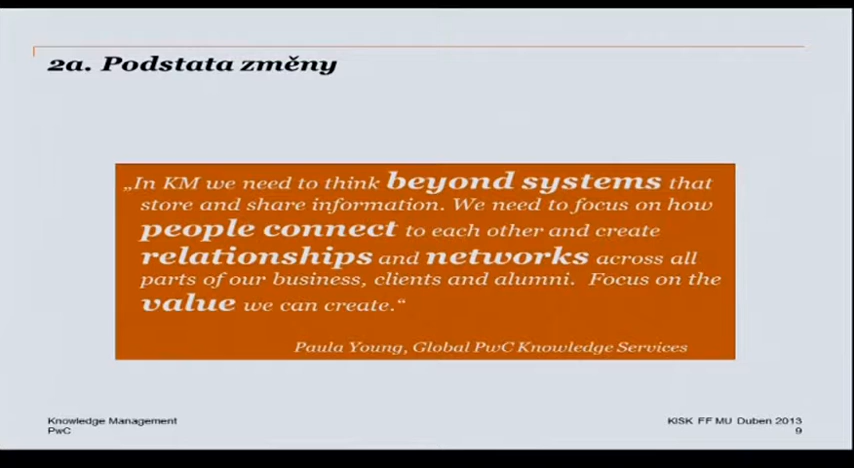 2a. Podstata změny
„In KM we need to think beyond systems that
store and share information. We need to focus on how
people connect to each other and create
relationships and networks across all
parts of our business, clients and alumni. Focus on the
value we can create.“
Paula Young, Global PwC Knowledge Services
Knowledge Management
PwC
KISK FF MU Duben 2013
9